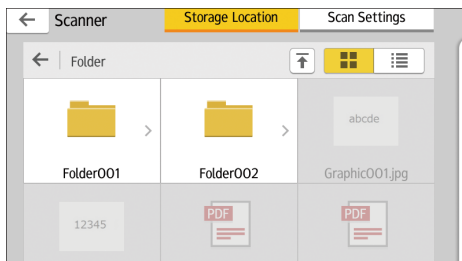 Scanner
Storage Location
Scan Settings
Folder
Folder001
Folder002
abcde
Graphic001.jpg
12345
PDF
PDF